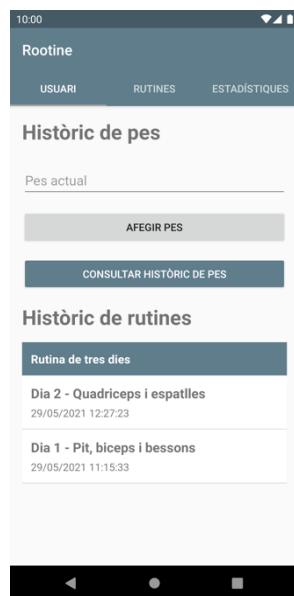 10:00
Rootine
USUARI RUTINES ESTADÍSTIQUES
Històric de pes
Pes actual
AFEGIR PES
CONSULTAR HISTÒRIC DE PES
Històric de rutines
Rutina de tres dies
Dia 2 - Quadriceps i espatlles
29/05/2021 12:27:23
Dia 1 - Pit, biceps i bessons
29/05/2021 11:15:33